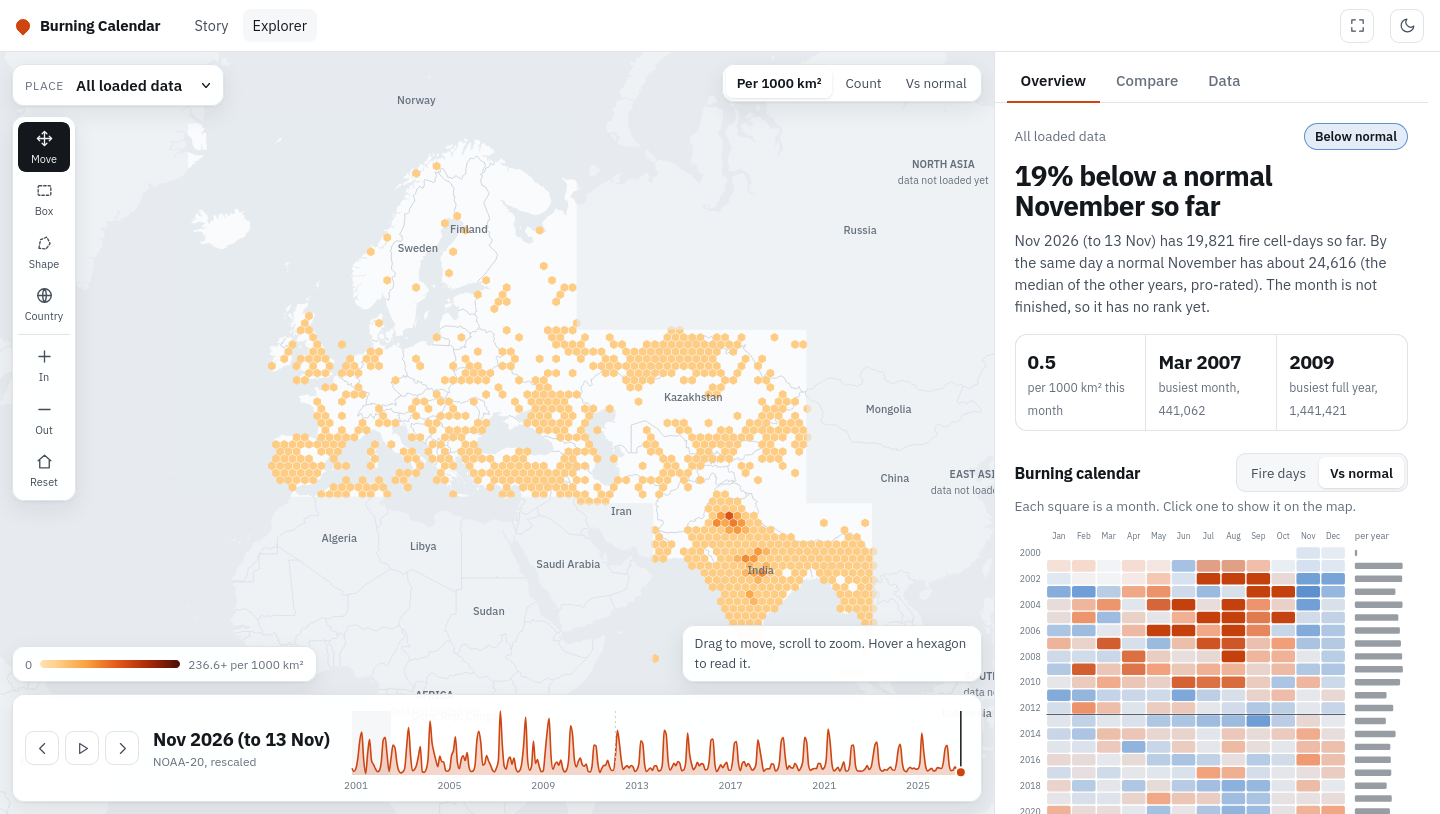 Burning Calendar
Story
Explorer
PLACE
All loaded data
Per 1000 km²
Count
Vs normal
Move
Box
Shape
Country
In
Out
Reset
Norway
NORTH ASIA
data not loaded yet
Finland
Sweden
Russia
Kazakhstan
Mongolia
China
Iran
Algeria
Libya
Saudi Arabia
India
Sudan
0
236.6+ per 1000 km²
Drag to move, scroll to zoom. Hover a hexagon
to read it.
Nov 2026 (to 13 Nov)
NOAA-20, rescaled
2001
2005
2009
2013
2017
2021
2025
Overview
Compare
Data
All loaded data
Below normal
19% below a normal
November so far
Nov 2026 (to 13 Nov) has 19,821 fire cell-days so far. By
the same day a normal November has about 24,616 (the
median of the other years, pro-rated). The month is not
finished, so it has no rank yet.
0.5
per 1000 km² this
month
Mar 2007
busiest month,
441,062
2009
busiest full year,
1,441,421
Burning calendar
Fire days
Vs normal
Each square is a month. Click one to show it on the map.
Jan Feb Mar Apr May Jun Jul Aug Sep Oct Nov Dec per year
2000
2002
2004
2006
2008
2010
2012
2014
2016
2018
2020